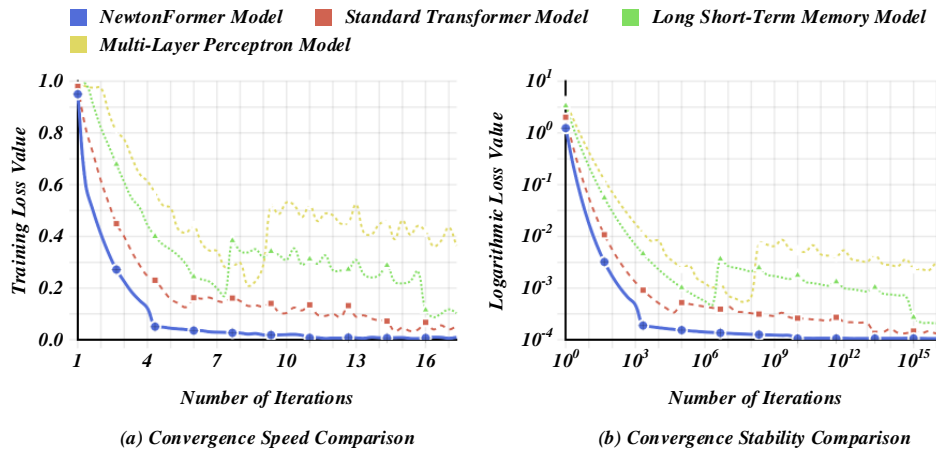 NewtonFormer Model Standard Transformer Model Long Short-Term Memory Model
Multi-Layer Perceptron Model
Training Loss Value
1.0
0.8
0.6
0.4
0.2
0.0
1 4 7 10 13 16
Number of Iterations
(a) Convergence Speed Comparison
Logarithmic Loss Value
10^1
10^0
10^-1
10^-2
10^-3
10^-4
10^0 10^3 10^6 10^9 10^12 10^15
Number of Iterations
(b) Convergence Stability Comparison